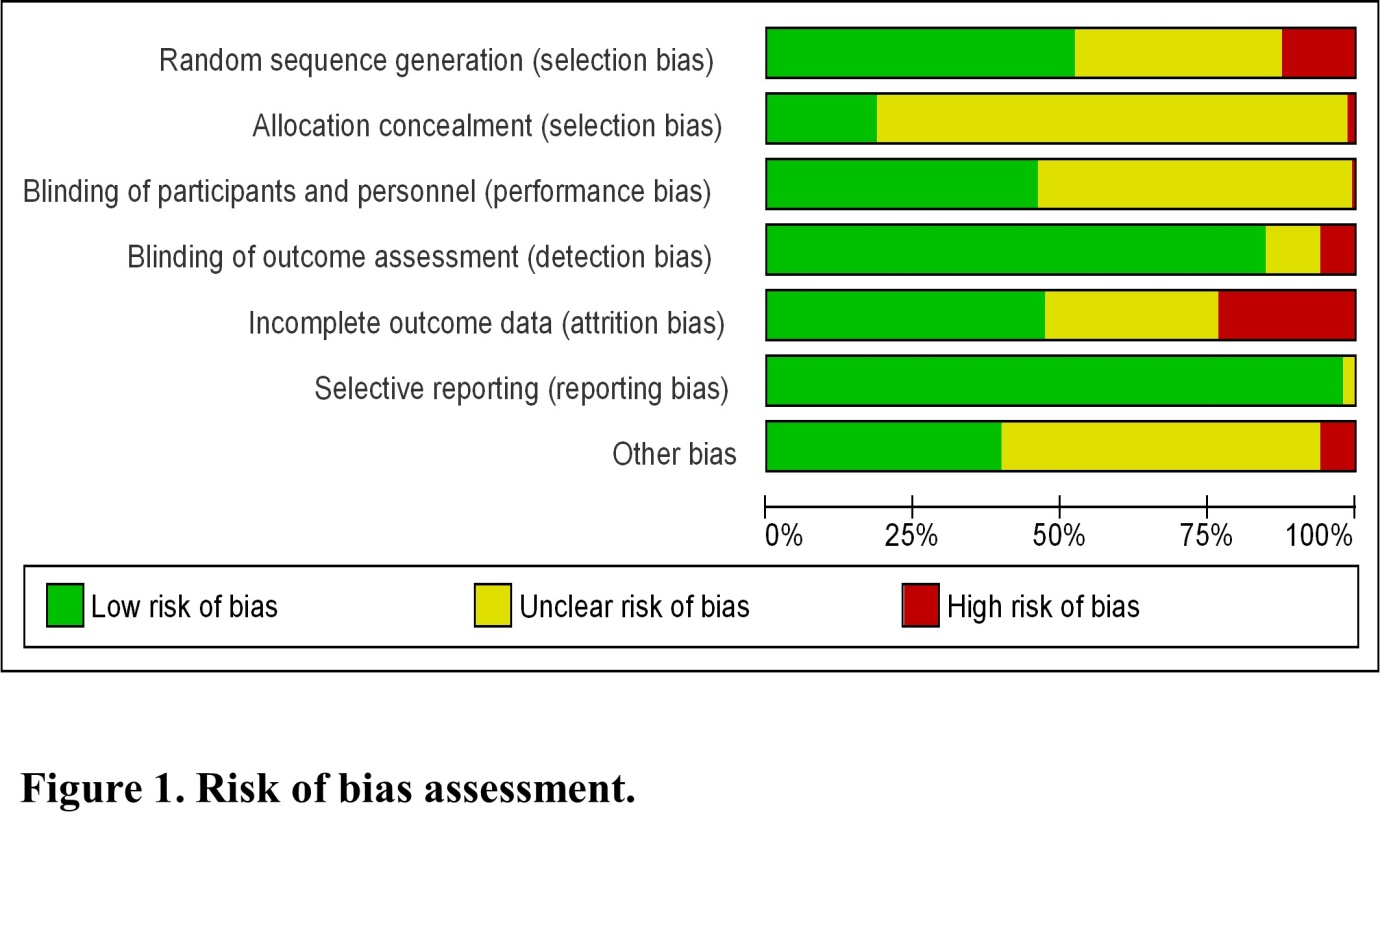 Random sequence generation (selection bias)
Allocation concealment (selection bias)
Blinding of participants and personnel (performance bias)
Blinding of outcome assessment (detection bias)
Incomplete outcome data (attrition bias)
Selective reporting (reporting bias)
Other bias
0% 25% 50% 75% 100%
Low risk of bias Unclear risk of bias High risk of bias
Figure 1. Risk of bias assessment.